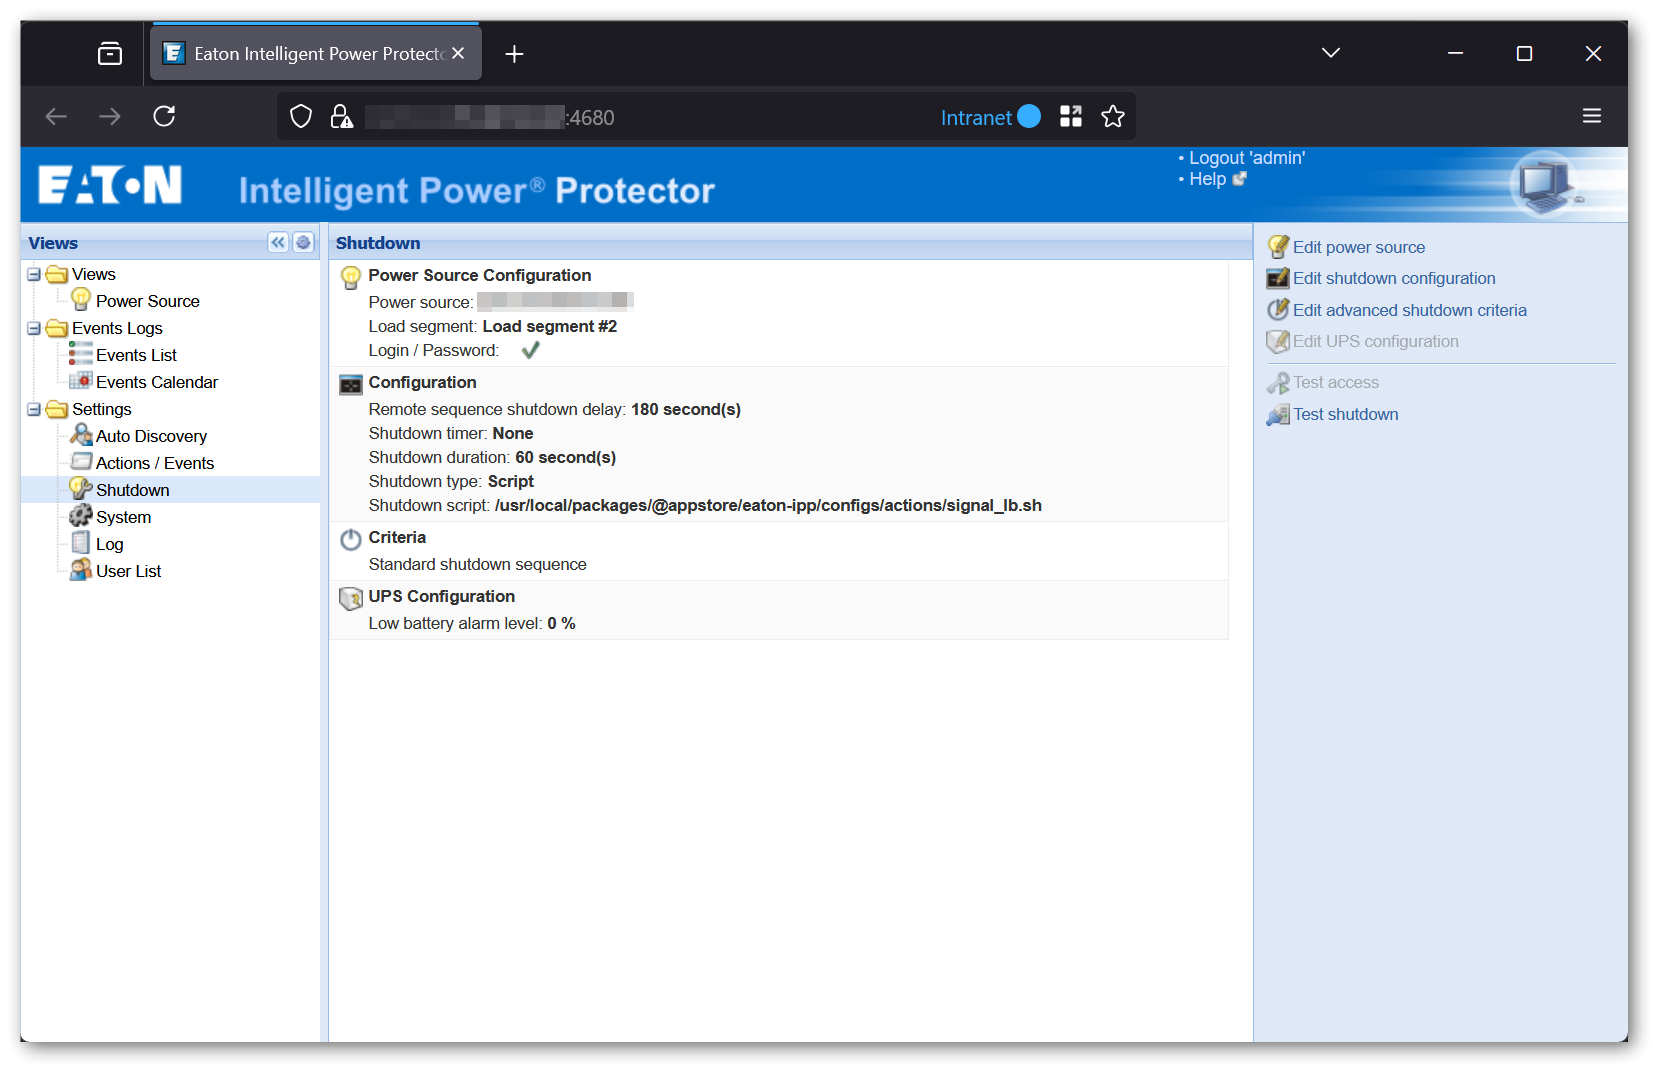 Eaton Intelligent Power Protecto
:4680
Intranet
EATON
Intelligent Power® Protector
• Logout 'admin'
• Help
Views
Views
Power Source
Events Logs
Events List
Events Calendar
Settings
Auto Discovery
Actions / Events
Shutdown
System
Log
User List
Shutdown
Power Source Configuration
Power source:
Load segment: Load segment #2
Login / Password:
Configuration
Remote sequence shutdown delay: 180 second(s)
Shutdown timer: None
Shutdown duration: 60 second(s)
Shutdown type: Script
Shutdown script: /usr/local/packages/@appstore/eaton-ipp/configs/actions/signal_lb.sh
Criteria
Standard shutdown sequence
UPS Configuration
Low battery alarm level: 0 %
Edit power source
Edit shutdown configuration
Edit advanced shutdown criteria
Edit UPS configuration
Test access
Test shutdown